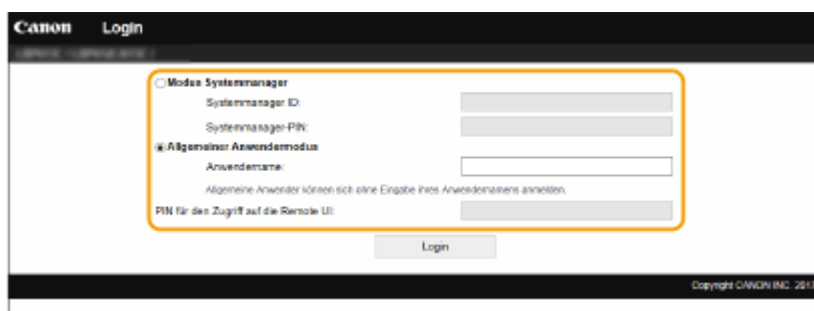 Canon Login
Modus Systemmanager
Systemmanager ID:
Systemmanager-PIN:
Allgemeiner Anwendermodus
Anwendername:
Allgemeine Anwender können sich ohne Eingabe ihres Anwendernamens anmelden.
PIN für den Zugriff auf die Remote UI:
Login
Copyright CANON INC. 2017